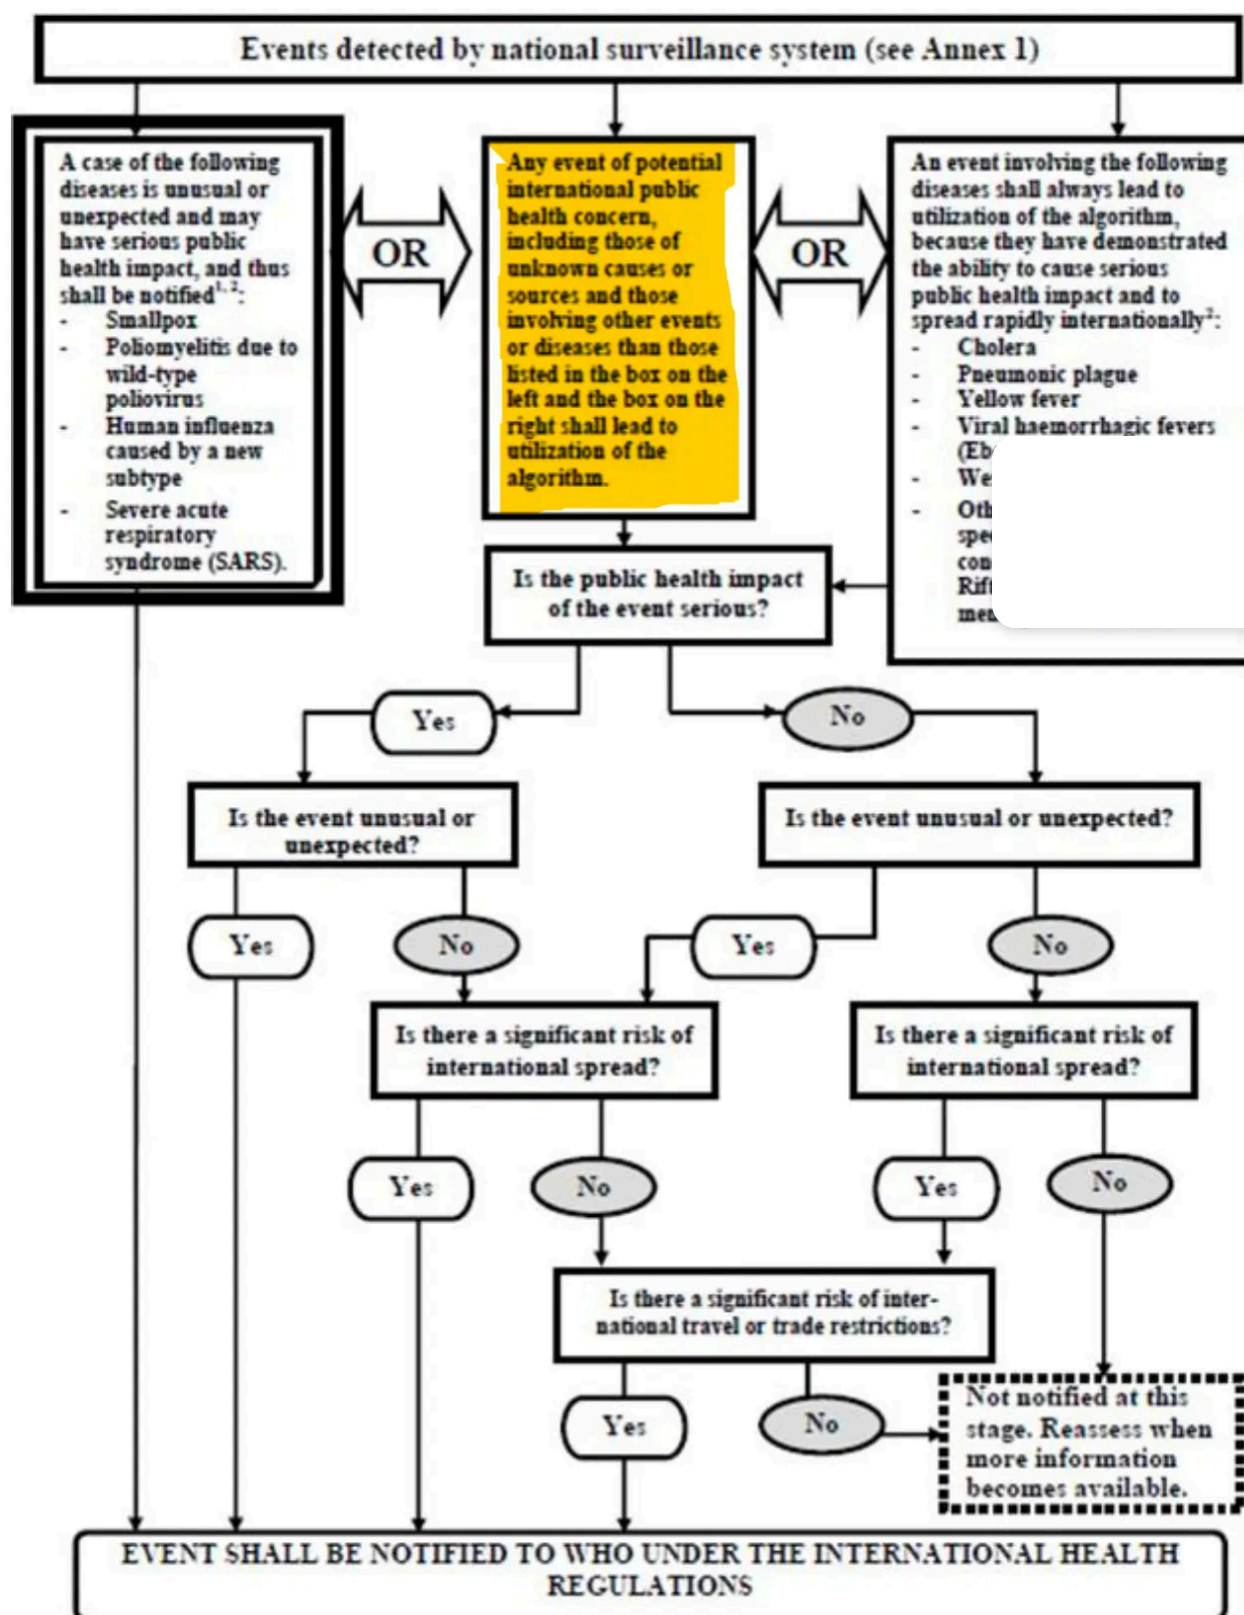 Events detected by national surveillance system (see Annex 1)
A case of the following
diseases is unusual or
unexpected and may
have serious public
health impact, and thus
shall be notified1, 2:
- Smallpox
- Poliomyelitis due to
wild-type
poliovirus
- Human influenza
caused by a new
subtype
- Severe acute
respiratory
syndrome (SARS).
OR
Any event of potential
international public
health concern,
including those of
unknown causes or
sources and those
involving other events
or diseases than those
listed in the box on the
left and the box on the
right shall lead to
utilization of the
algorithm.
OR
An event involving the following
diseases shall always lead to
utilization of the algorithm,
because they have demonstrated
the ability to cause serious
public health impact and to
spread rapidly internationally2:
- Cholera
- Pneumonic plague
- Yellow fever
- Viral haemorrhagic fevers
Is the public health impact
of the event serious?
Yes
No
Is the event unusual or
unexpected?
Is the event unusual or unexpected?
Yes
No
Yes
No
Is there a significant risk of
international spread?
Is there a significant risk of
international spread?
Yes
No
Yes
No
Is there a significant risk of inter-
national travel or trade restrictions?
Yes
No
Not notified at this
stage. Reassess when
more information
becomes available.
EVENT SHALL BE NOTIFIED TO WHO UNDER THE INTERNATIONAL HEALTH
REGULATIONS